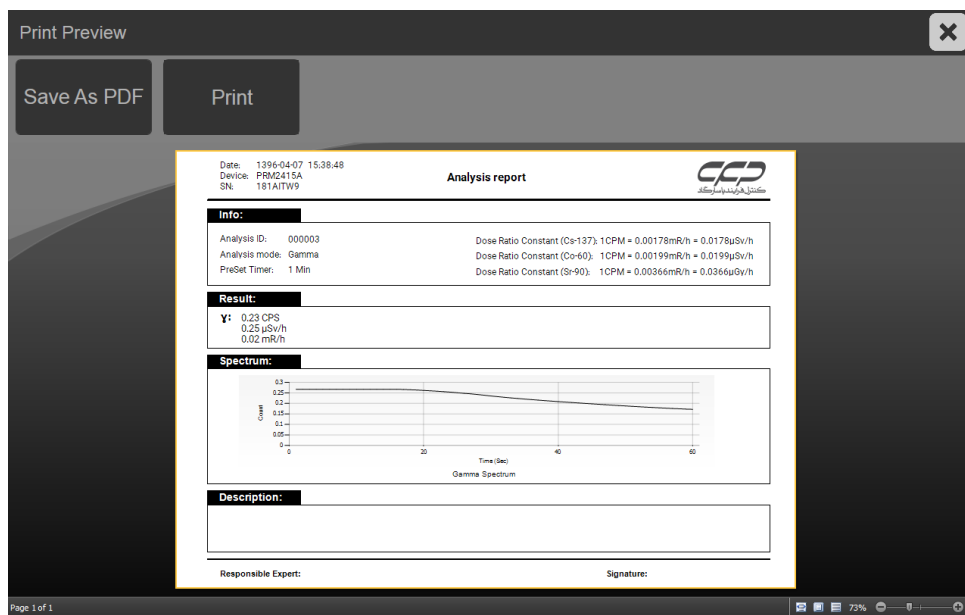 Print Preview
Save As PDF
Print
Date: 1396-04-07 15:38:48
Device: PRM2415A
SN: 181AITW9
Analysis report
کنترل فرایند پاسارگاد
Info:
Analysis ID: 000003
Analysis mode: Gamma
PreSet Timer: 1 Min
Dose Ratio Constant (Cs-137): 1CPM = 0.00178mR/h = 0.0178µSv/h
Dose Ratio Constant (Co-60): 1CPM = 0.00199mR/h = 0.0199µSv/h
Dose Ratio Constant (Sr-90): 1CPM = 0.00366mR/h = 0.0366µGy/h
Result:
γ: 0.23 CPS
0.25 µSv/h
0.02 mR/h
Spectrum:
Count
0.3
0.25
0.2
0.15
0.1
0.05
0
0 20 40 60
Time (Sec)
Gamma Spectrum
Description:
Responsible Expert:
Signature:
Page 1 of 1
73%